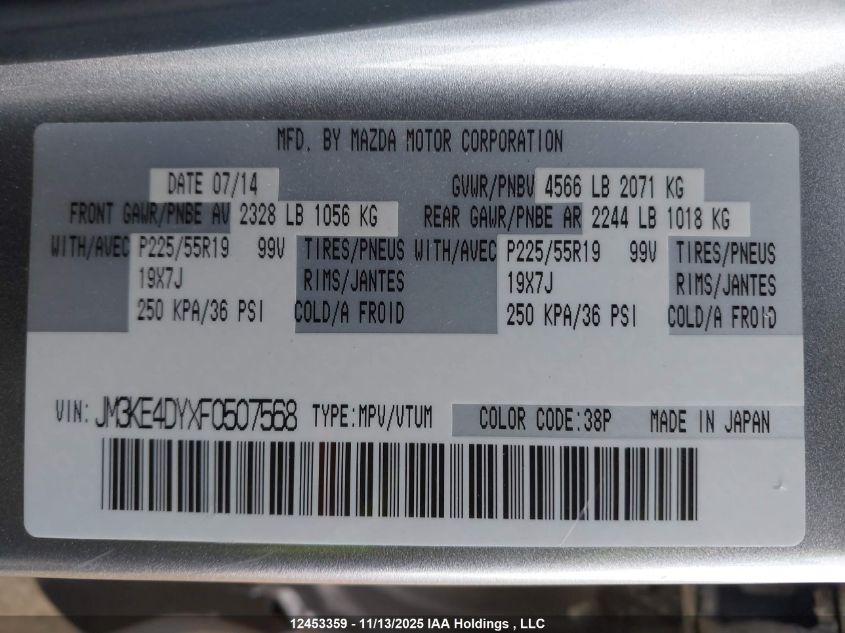 MFD. BY MAZDA MOTOR CORPORATION
DATE 07/14 GVWR/PNBV 4566 LB 2071 KG
FRONT GAWR/PNBE AV 2328 LB 1056 KG REAR GAWR/PNBE AR 2244 LB 1018 KG
WITH/AVEC P225/55R19 99V TIRES/PNEUS WITH/AVEC P225/55R19 99V TIRES/PNEUS
19X7J RIMS/JANTES 19X7J RIMS/JANTES
250 KPA/36 PSI COLD/A FROID 250 KPA/36 PSI COLD/A FROID
VIN: JM3KE4DYXF0507568 TYPE:MPV/VTUM COLOR CODE:38P MADE IN JAPAN
12453359 - 11/13/2025 IAA Holdings , LLC